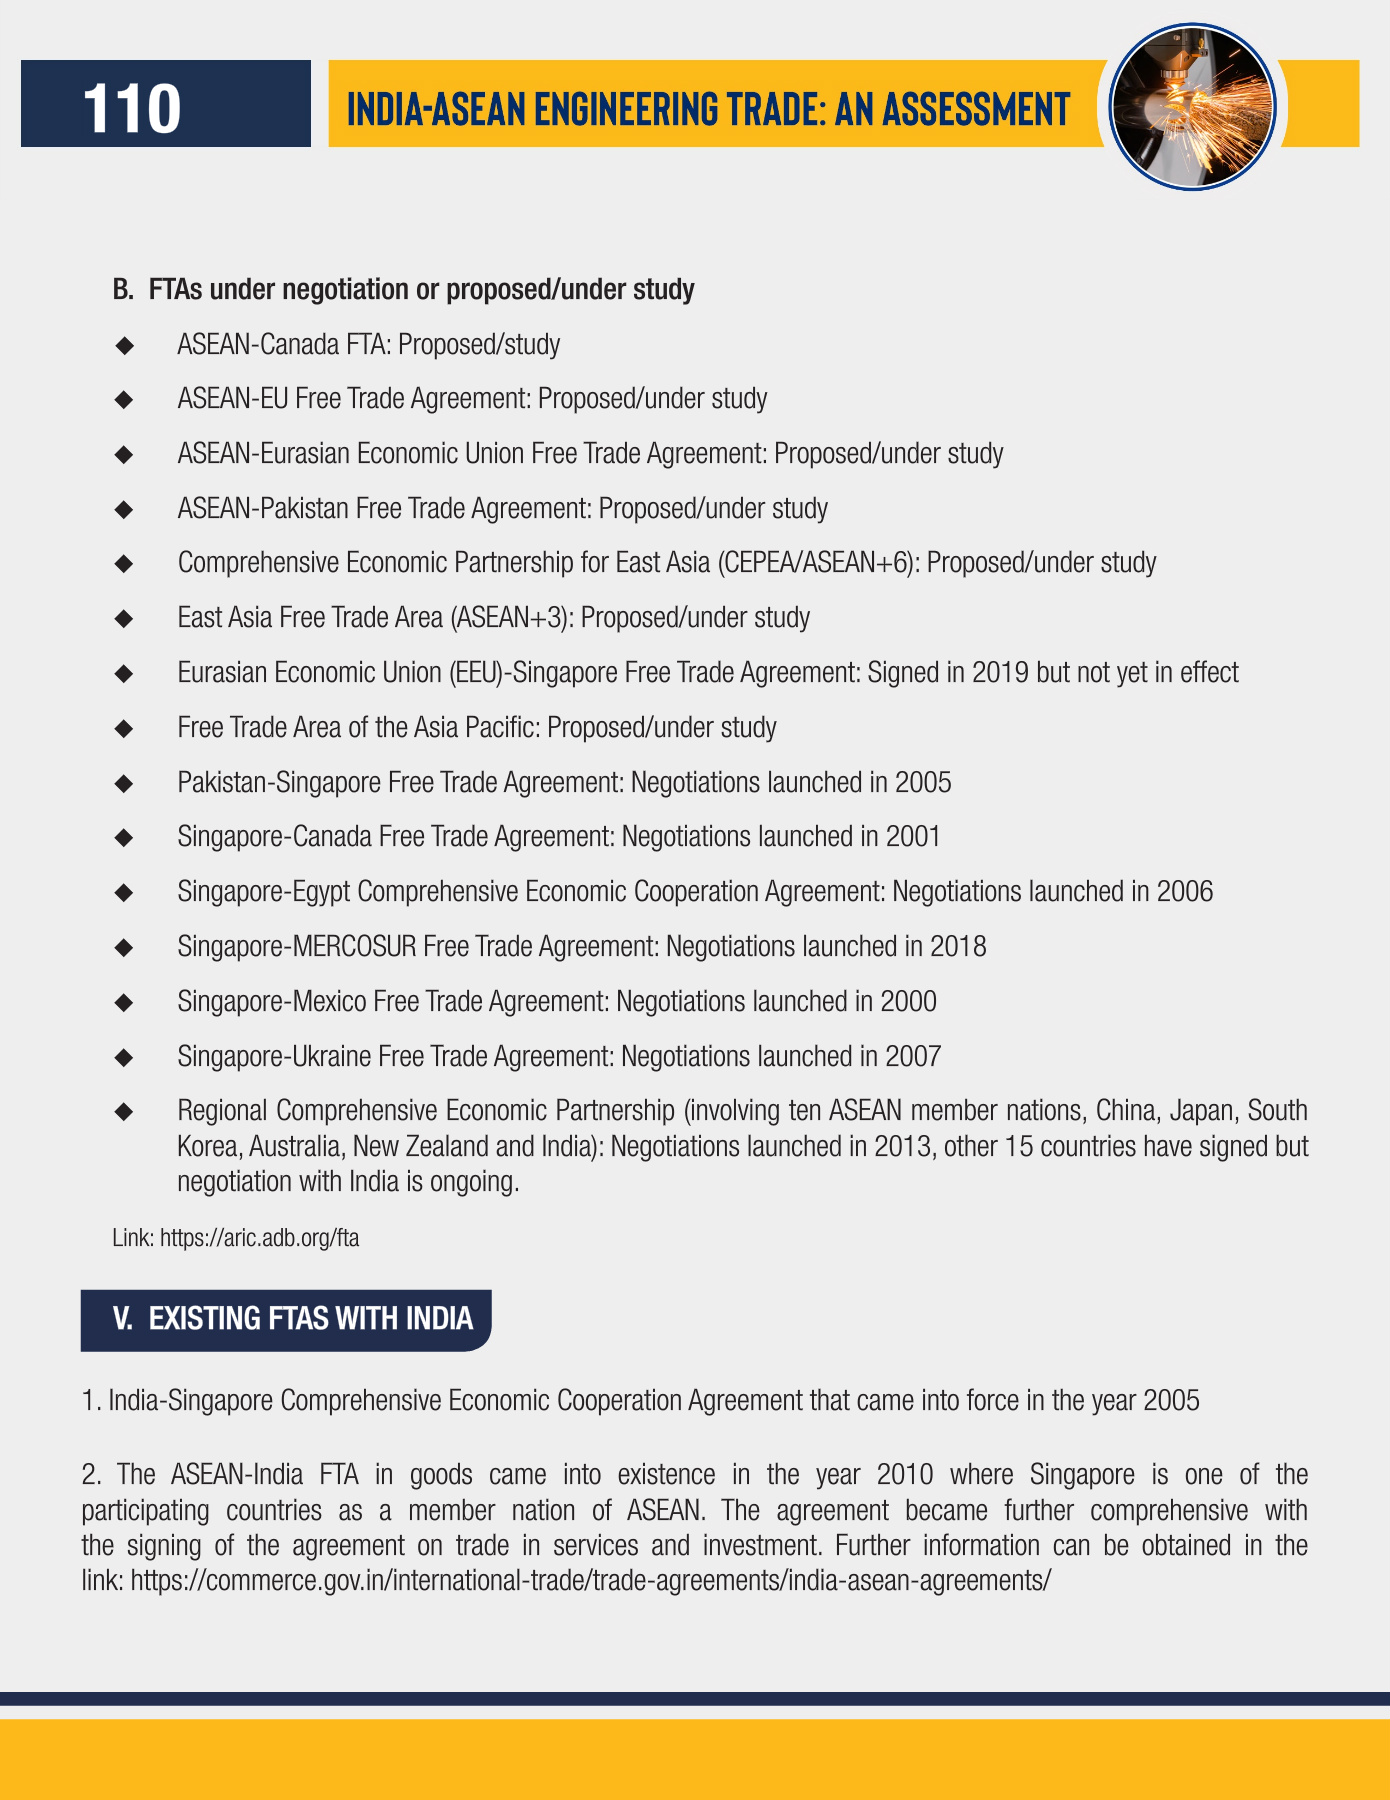 110
INDIA-ASEAN ENGINEERING TRADE: AN ASSESSMENT
B. FTAs under negotiation or proposed/under study
◆ ASEAN-Canada FTA: Proposed/study
◆ ASEAN-EU Free Trade Agreement: Proposed/under study
◆ ASEAN-Eurasian Economic Union Free Trade Agreement: Proposed/under study
◆ ASEAN-Pakistan Free Trade Agreement: Proposed/under study
◆ Comprehensive Economic Partnership for East Asia (CEPEA/ASEAN+6): Proposed/under study
◆ East Asia Free Trade Area (ASEAN+3): Proposed/under study
◆ Eurasian Economic Union (EEU)-Singapore Free Trade Agreement: Signed in 2019 but not yet in effect
◆ Free Trade Area of the Asia Pacific: Proposed/under study
◆ Pakistan-Singapore Free Trade Agreement: Negotiations launched in 2005
◆ Singapore-Canada Free Trade Agreement: Negotiations launched in 2001
◆ Singapore-Egypt Comprehensive Economic Cooperation Agreement: Negotiations launched in 2006
◆ Singapore-MERCOSUR Free Trade Agreement: Negotiations launched in 2018
◆ Singapore-Mexico Free Trade Agreement: Negotiations launched in 2000
◆ Singapore-Ukraine Free Trade Agreement: Negotiations launched in 2007
◆ Regional Comprehensive Economic Partnership (involving ten ASEAN member nations, China, Japan, South
Korea, Australia, New Zealand and India): Negotiations launched in 2013, other 15 countries have signed but
negotiation with India is ongoing.
Link: https://aric.adb.org/fta
V. EXISTING FTAS WITH INDIA
1. India-Singapore Comprehensive Economic Cooperation Agreement that came into force in the year 2005
2. The ASEAN-India FTA in goods came into existence in the year 2010 where Singapore is one of the
participating countries as a member nation of ASEAN. The agreement became further comprehensive with
the signing of the agreement on trade in services and investment. Further information can be obtained in the
link: https://commerce.gov.in/international-trade/trade-agreements/india-asean-agreements/